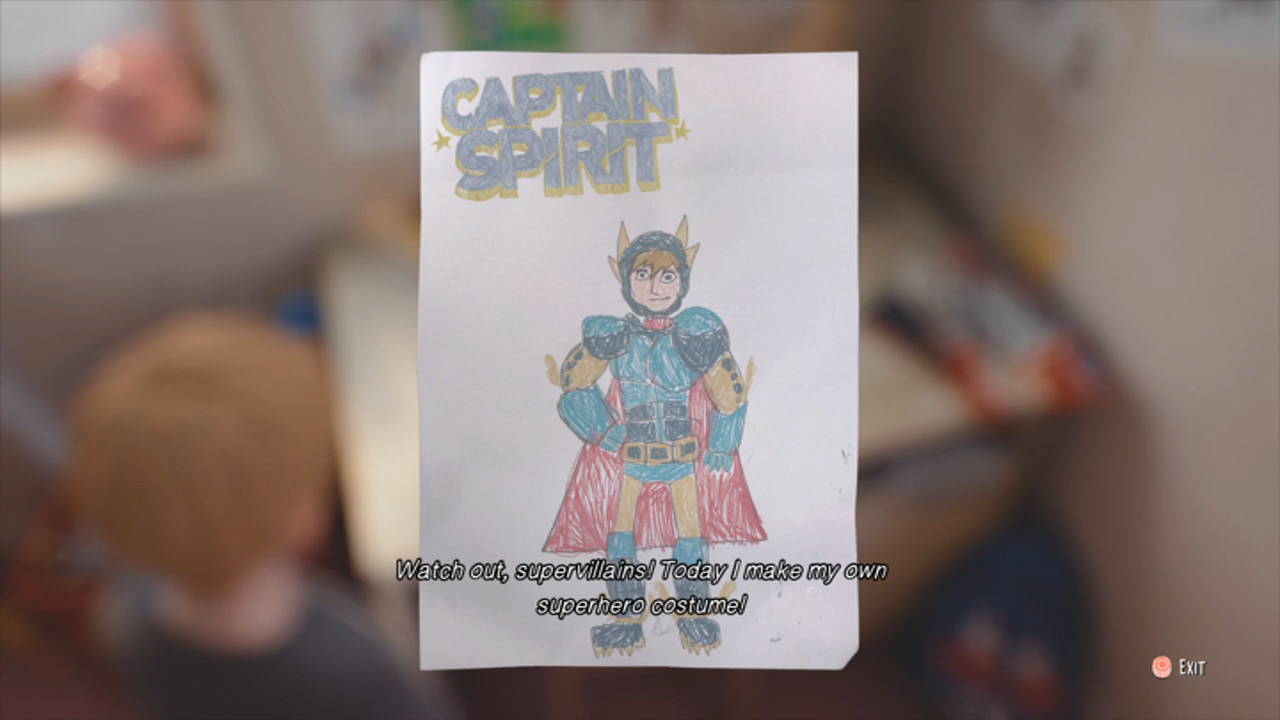 CAPTAIN
SPIRIT
Watch out, supervillains! Today I make my own
superhero costume!
Exit